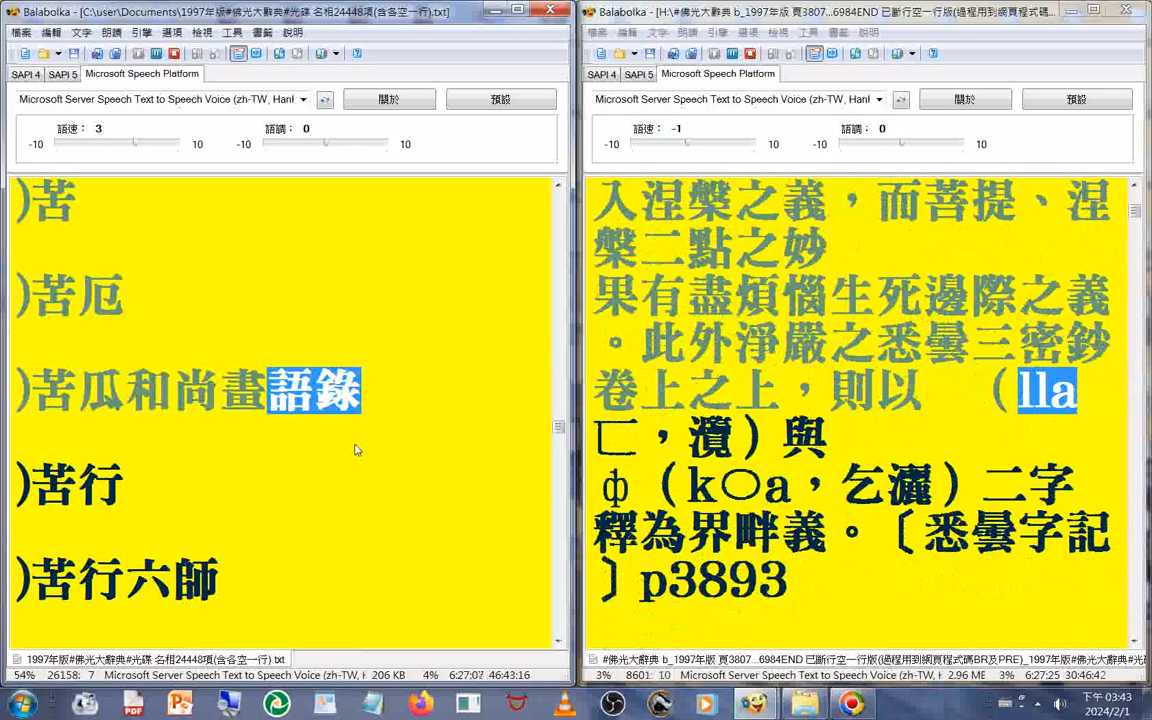 Balabolka - [C:\user\Documents\1997年版#佛光大辭典#光碟 名相24448項(含各空一行).txt]
檔案 編輯 文字 朗讀 引擎 選項 檢視 工具 書籤 說明
SAPI 4 SAPI 5 Microsoft Speech Platform
Microsoft Server Speech Text to Speech Voice (zh-TW, HanH 關於 預設
語速： 3 語調： 0
-10 10 -10 10
)苦
)苦厄
)苦瓜和尚畫語錄
)苦行
)苦行六師
1997年版#佛光大辭典#光碟 名相24448項(含各空一行).txt
54% 26158: 7 Microsoft Server Speech Text to Speech Voice (zh-TW, H 206 KB 4% 6:27:07 46:43:16
Balabolka - [H:\#佛光大辭典 b_1997年版 頁3807...6984END 已斷行空一行版(過程用到網頁程式碼...
檔案 編輯 文字 朗讀 引擎 選項 檢視 工具 書籤 說明
SAPI 4 SAPI 5 Microsoft Speech Platform
Microsoft Server Speech Text to Speech Voice (zh-TW, HanH 關於 預設
語速： -1 語調： 0
-10 10 -10 10
入涅槃之義，而菩提、涅
槃二點之妙
果有盡煩惱生死邊際之義
。此外淨嚴之悉曇三密鈔
卷上之上，則以　（lla
匚，灠）與
ф（k○a，乞灑）二字
釋為界畔義。〔悉曇字記
〕p3893
#佛光大辭典 b_1997年版 頁3807...6984END 已斷行空一行版(過程用到網頁程式碼BR及PRE)_1997年版#佛光
3% 8601: 10 Microsoft Server Speech Text to Speech Voice (zh-TW, H 2.96 ME 3% 6:27:25 30:46:42
下午 03:43
2024/2/1